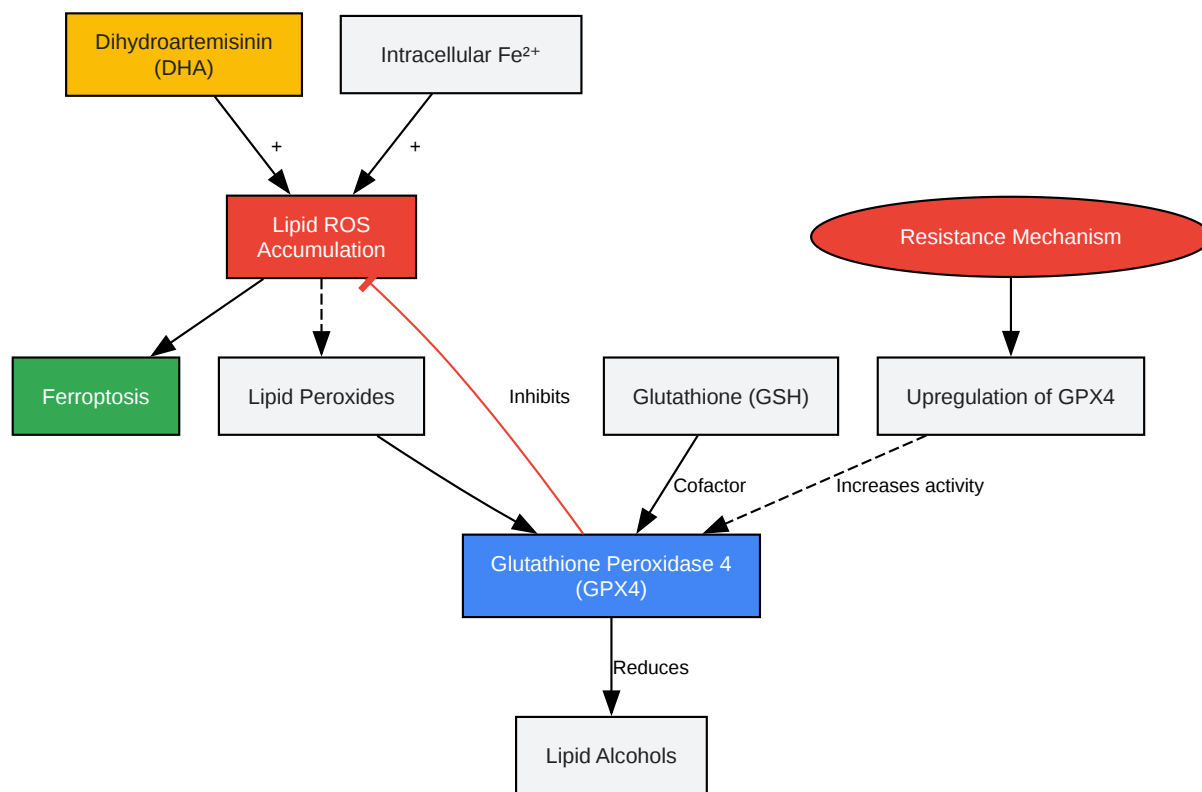 Dihydroartemisinin
(DHA)
Intracellular Fe²⁺
+
+
Lipid ROS
Accumulation
Resistance Mechanism
Ferroptosis
Lipid Peroxides
Inhibits
Glutathione (GSH)
Upregulation of GPX4
Cofactor
Increases activity
Glutathione Peroxidase 4
(GPX4)
Reduces
Lipid Alcohols